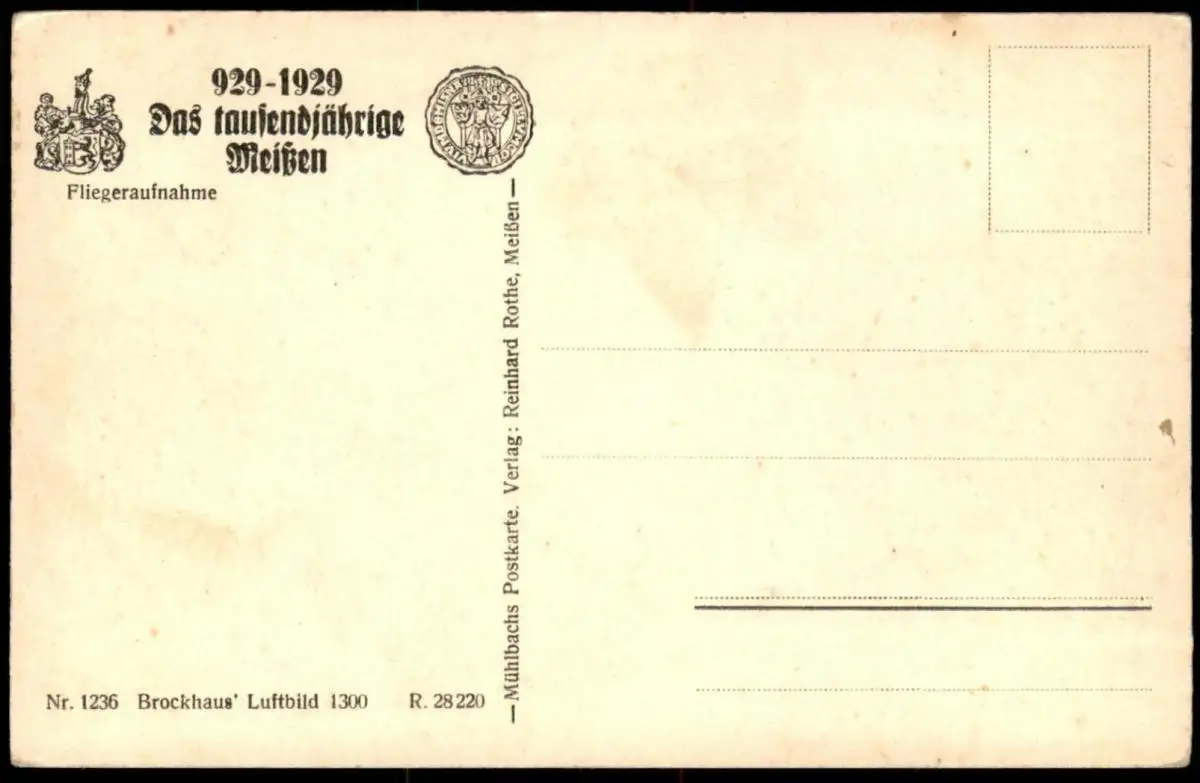 929-1929
Das tausendjährige
Meißen
Fliegeraufnahme
Mühlbachs Postkarte. Verlag: Reinhard Rothe, Meißen
Nr. 1236 Brockhaus' Luftbild 1300 R. 28220